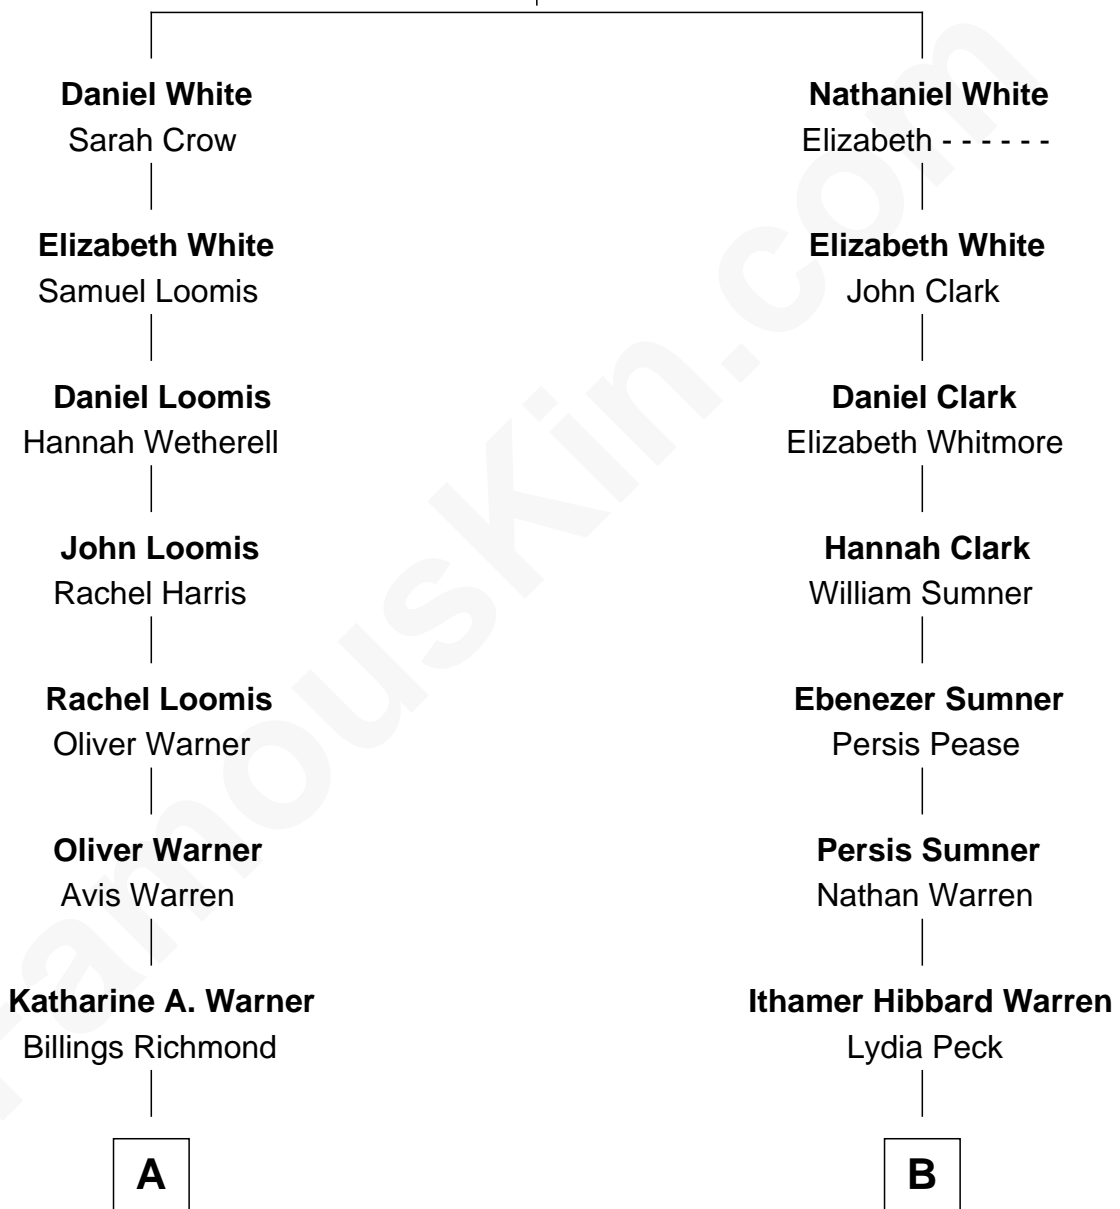 Daniel White
Sarah Crow
Nathaniel White
Elizabeth - - - - - -
Elizabeth White
Samuel Loomis
Elizabeth White
John Clark
Daniel Loomis
Hannah Wetherell
Daniel Clark
Elizabeth Whitmore
John Loomis
Rachel Harris
Hannah Clark
William Sumner
Rachel Loomis
Oliver Warner
Ebenezer Sumner
Persis Pease
Oliver Warner
Avis Warren
Persis Sumner
Nathan Warren
Katharine A. Warner
Billings Richmond
Ithamer Hibbard Warren
Lydia Peck
A
B
FamousKin.com